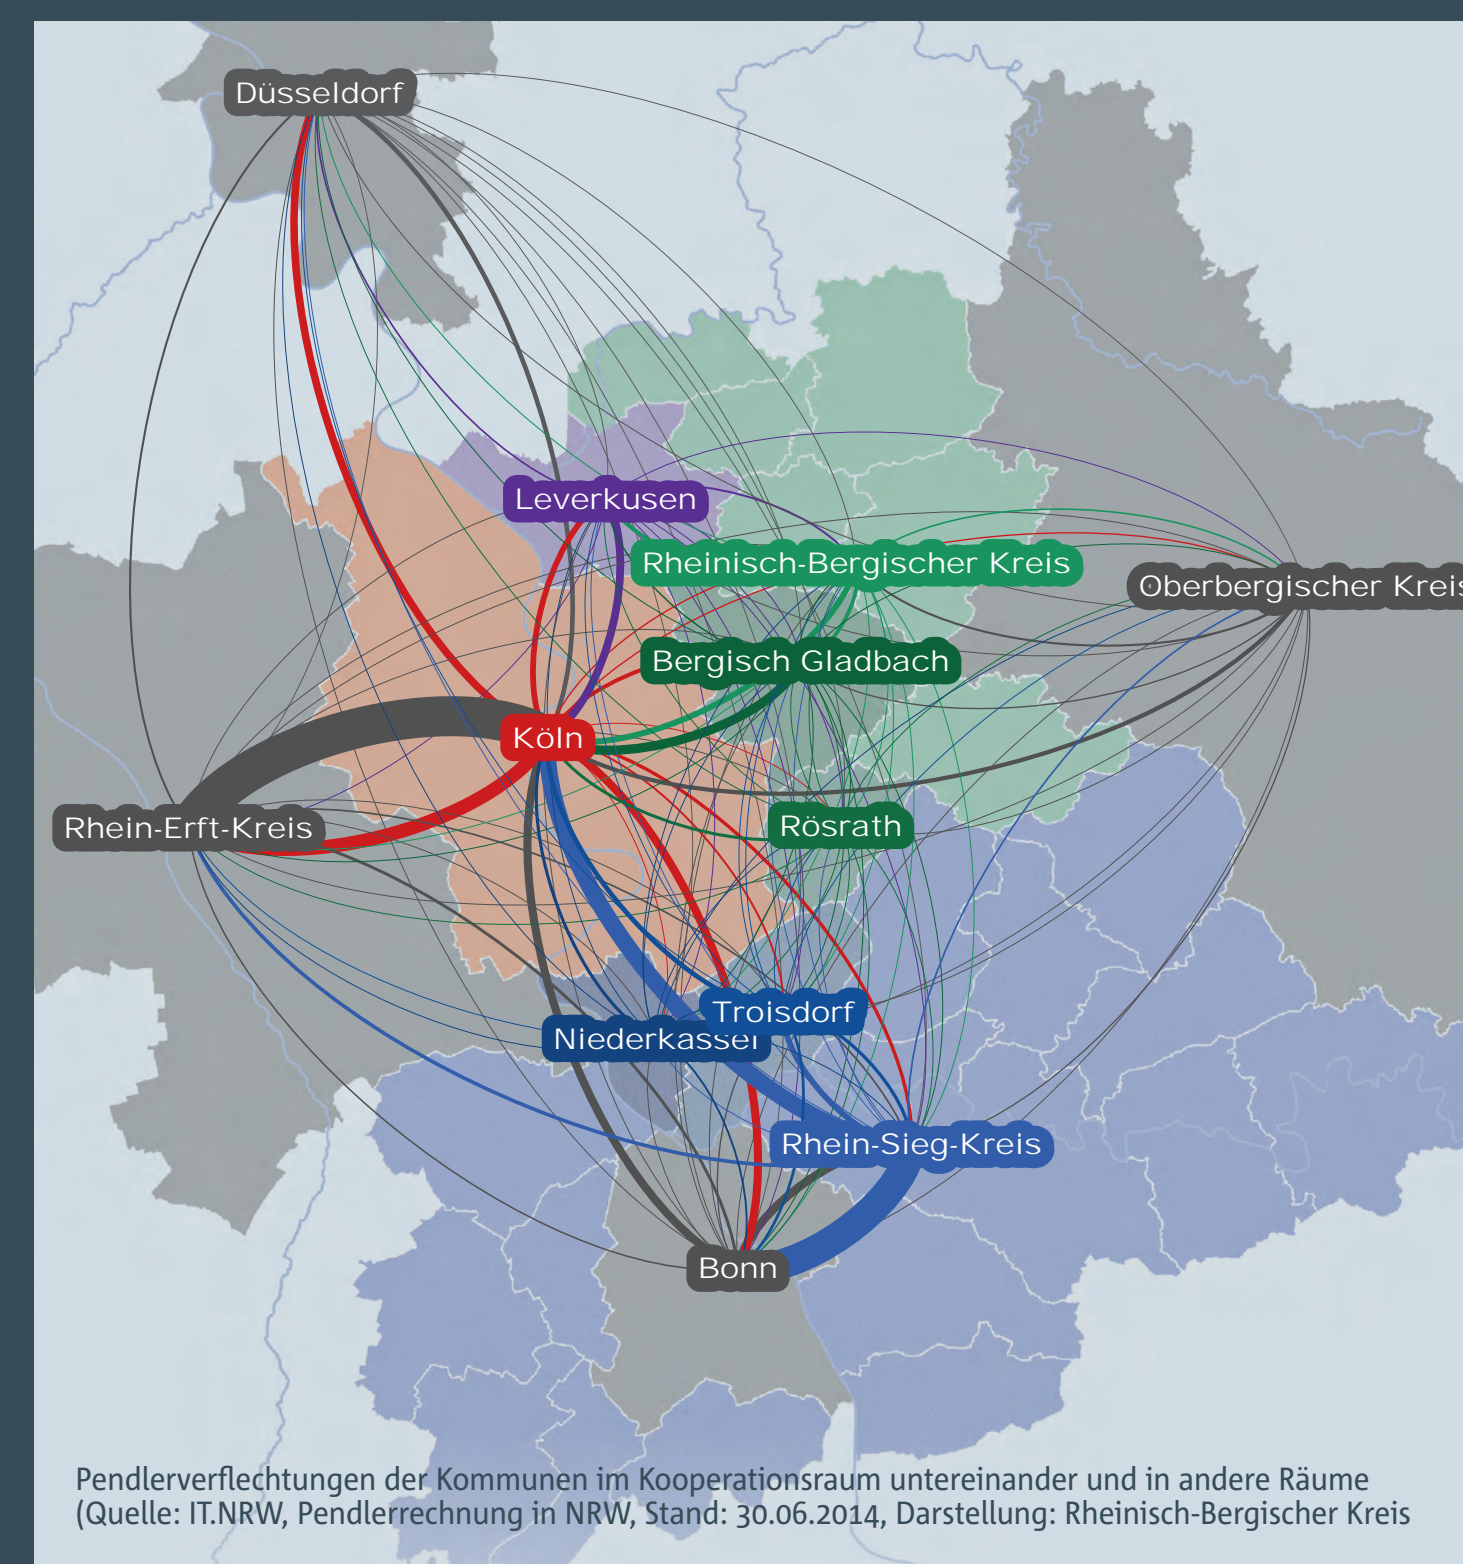 Düsseldorf
Leverkusen
Rheinisch-Bergischer Kreis
Oberbergischer Kreis
Bergisch Gladbach
Köln
Rhein-Erft-Kreis
Rösrath
Troisdorf
Niederkassel
Rhein-Sieg-Kreis
Bonn
Pendlerverflechtungen der Kommunen im Kooperationsraum untereinander und in andere Räume
(Quelle: IT.NRW, Pendlerrechnung in NRW, Stand: 30.06.2014, Darstellung: Rheinisch-Bergischer Kreis